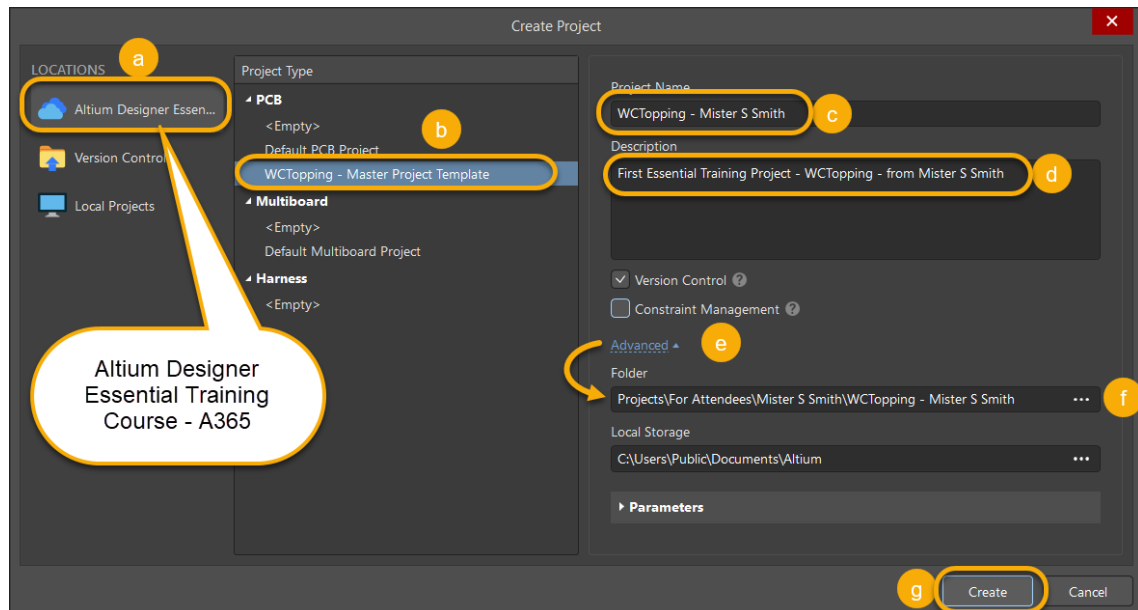 Create Project
LOCATIONS
a
Altium Designer Essen...
Version Control
Local Projects
Altium Designer
Essential Training
Course - A365
Project Type
PCB
<Empty>
b
Default PCB Project
WCTopping - Master Project Template
Multiboard
<Empty>
Default Multiboard Project
Harness
<Empty>
Project Name
WCTopping - Mister S Smith
c
Description
First Essential Training Project - WCTopping - from Mister S Smith
d
Version Control ?
Constraint Management ?
Advanced
e
Folder
Projects\For Attendees\Mister S Smith\WCTopping - Mister S Smith ...
f
Local Storage
C:\Users\Public\Documents\Altium ...
Parameters
g
Create
Cancel